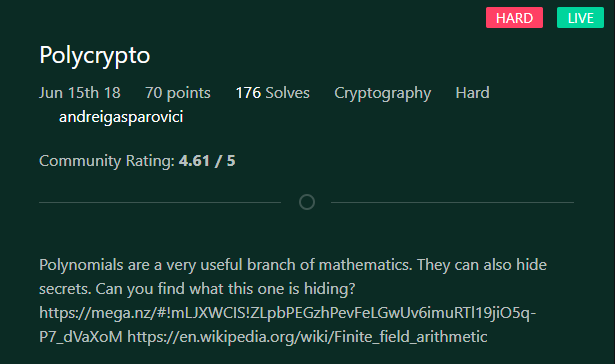 HARD LIVE
Polycrypto
Jun 15th 18 70 points 176 Solves Cryptography Hard
andreigasparovici
Community Rating: 4.61 / 5
Polynomials are a very useful branch of mathematics. They can also hide
secrets. Can you find what this one is hiding?
https://mega.nz/#!mLJXWCIS!ZLpbPEGzhPevFeLGwUv6imuRTl19jiO5q-
P7_dVaXoM https://en.wikipedia.org/wiki/Finite_field_arithmetic